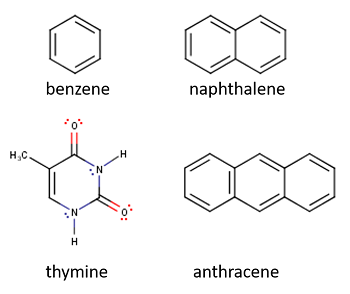 benzene
naphthalene
O
H₃C
H
N
N
O
H
thymine
anthracene